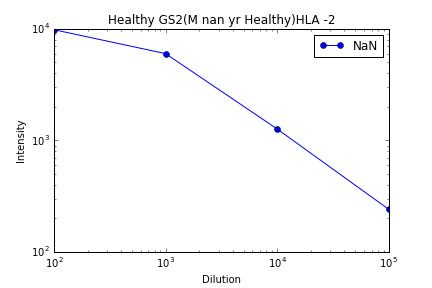 Healthy GS2(M nan yr Healthy)HLA -2
NaN
Intensity
10^4
10^3
10^2
10^2 10^3 10^4 10^5
Dilution